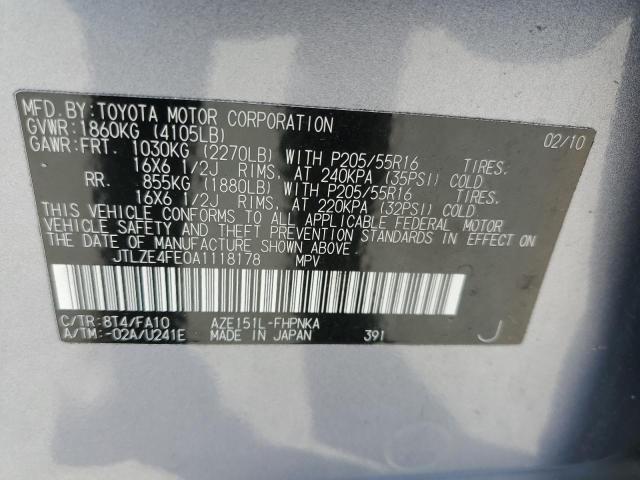 MFD. BY: TOYOTA MOTOR CORPORATION 02/10
GVWR: 1860KG (4105LB)
GAWR: FRT. 1030KG (2270LB) WITH P205/55R16 TIRES.
16X6 1/2J RIMS, AT 240KPA (35PSI) COLD
RR. 855KG (1880LB) WITH P205/55R16 TIRES.
16X6 1/2J RIMS, AT 220KPA (32PSI) COLD
THIS VEHICLE CONFORMS TO ALL APPLICABLE FEDERAL MOTOR
VEHICLE SAFETY AND THEFT PREVENTION STANDARDS IN EFFECT ON
THE DATE OF MANUFACTURE SHOWN ABOVE.
JTLZE4FE0A1118178 MPV
C/TR: 8T4/FA10 AZE151L-FHPNKA
A/TM: -02A/U241E MADE IN JAPAN 391 J